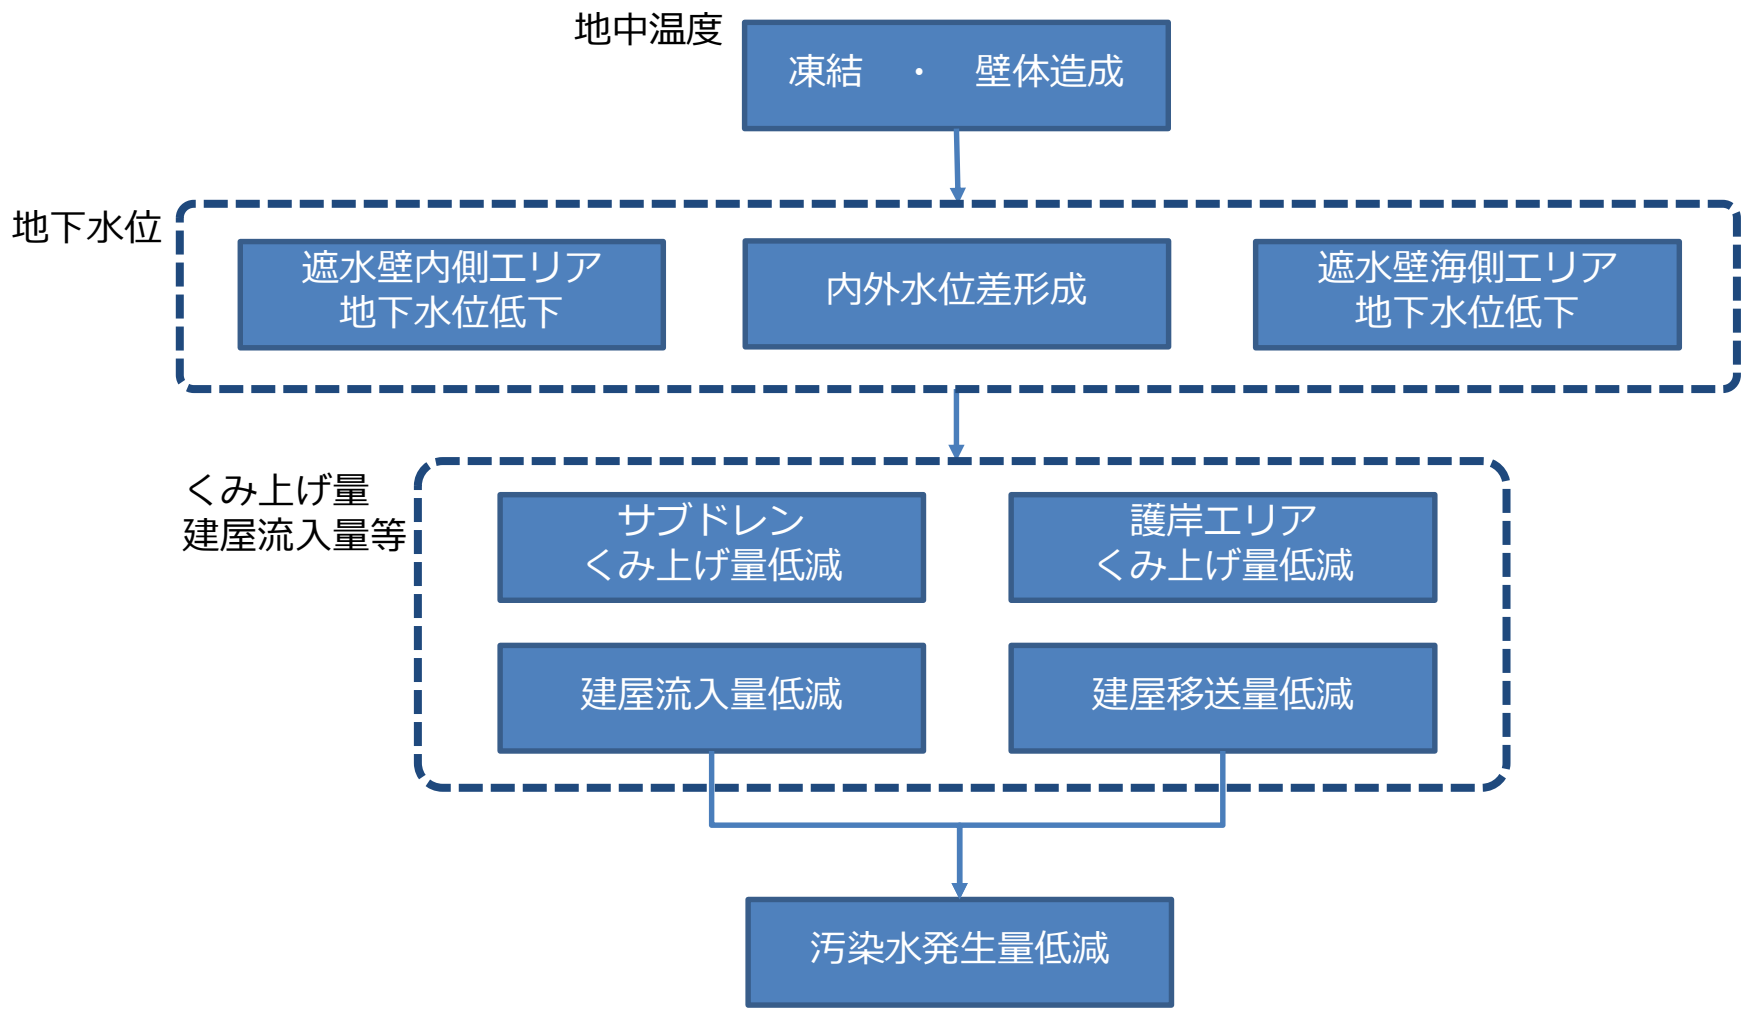 地中温度
凍結 ・ 壁体造成
地下水位
遮水壁内側エリア
地下水位低下
内外水位差形成
遮水壁海側エリア
地下水位低下
くみ上げ量
建屋流入量等
サブドレン
くみ上げ量低減
護岸エリア
くみ上げ量低減
建屋流入量低減
建屋移送量低減
汚染水発生量低減